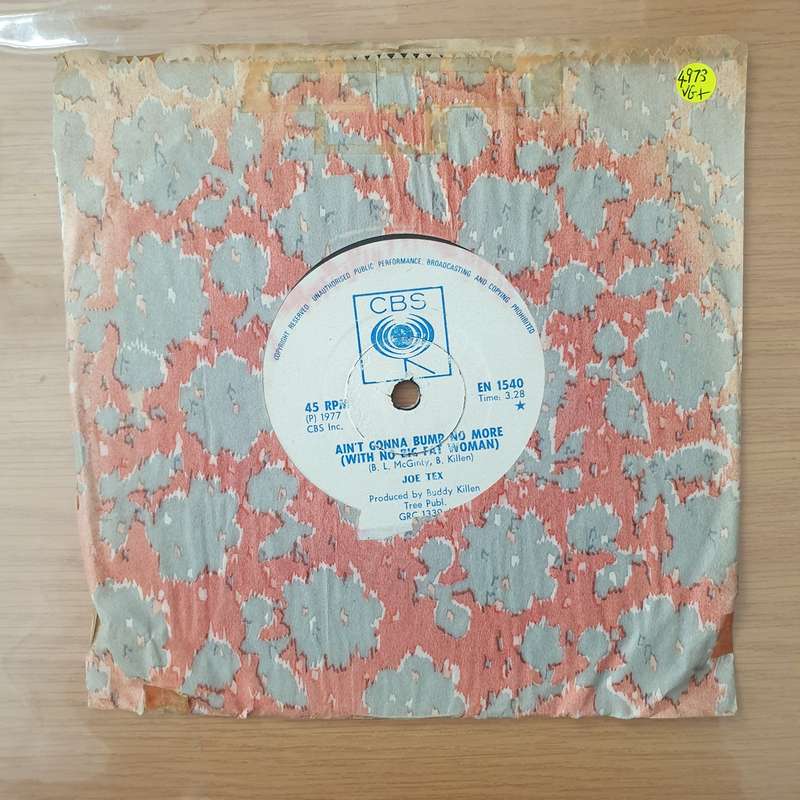 4973
VG+
COPYRIGHT RESERVED UNAUTHORISED PUBLIC PERFORMANCE, BROADCASTING AND COPYING PROHIBITED
CBS
45 RPM
(P) 1977
CBS Inc.
EN 1540
Time: 3.28
AIN'T GONNA BUMP NO MORE
(WITH NO BIG FAT WOMAN)
(B. L. McGinty, B. Killen)
JOE TEX
Produced by Buddy Killen
Tree Publ.
GRC 1339